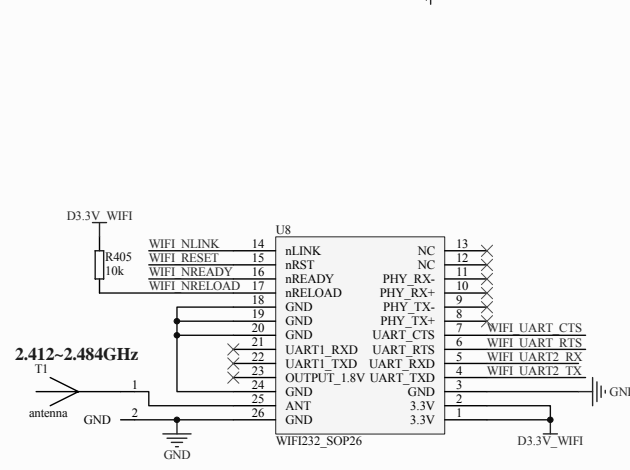 D3.3V_WIFI
U8
R405
10k
WIFI_NLINK 14 nLINK NC 13
WIFI_RESET 15 nRST NC 12
WIFI_NREADY 16 nREADY PHY_RX- 11
WIFI_NRELOAD 17 nRELOAD PHY_RX+ 10
18 GND PHY_TX- 9
19 GND PHY_TX+ 8
20 GND UART_CTS 7 WIFI_UART_CTS
21 UART1_RXD UART_RTS 6 WIFI_UART_RTS
22 UART1_TXD UART_RXD 5 WIFI_UART2_RX
23 OUTPUT_1.8V UART_TXD 4 WIFI_UART2_TX
24 GND GND 3 GND
25 ANT 3.3V 2
26 GND 3.3V 1
2.412~2.484GHz
T1
1
antenna
GND 2
GND
WIFI232_SOP26
D3.3V_WIFI